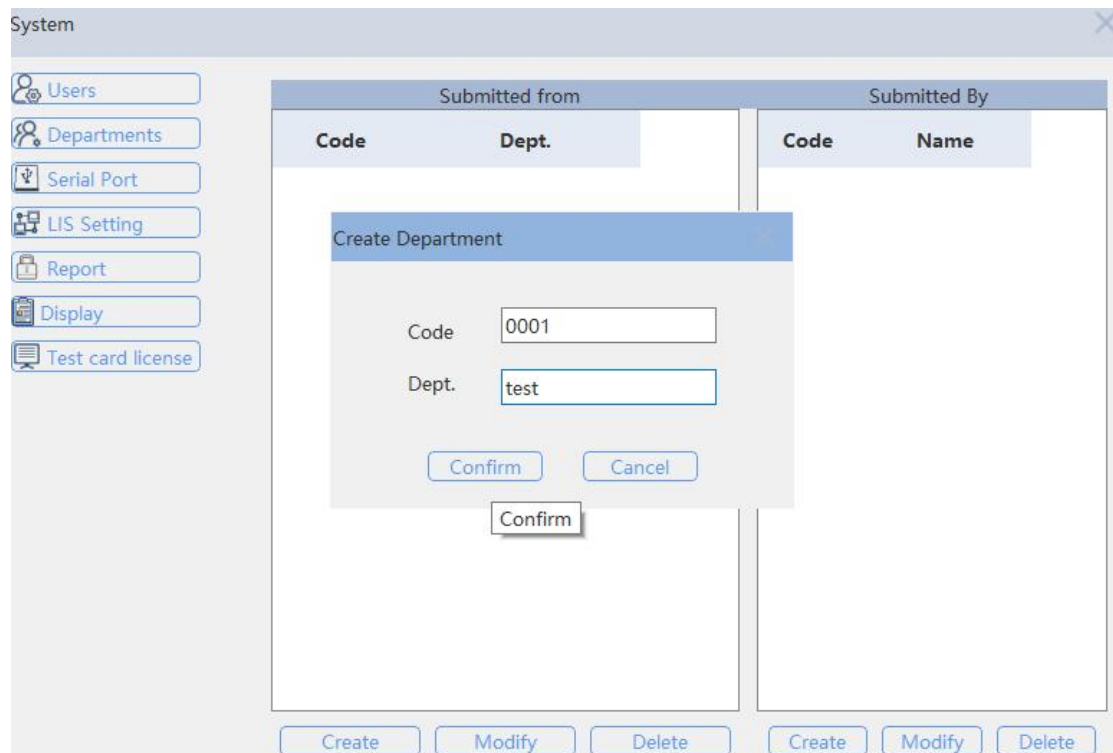 System
Users
Departments
Serial Port
LIS Setting
Report
Display
Test card license
Submitted from
Code Dept.
Submitted By
Code Name
Create Department
Code 0001
Dept. test
Confirm Cancel
Confirm
Create Modify Delete
Create Modify Delete